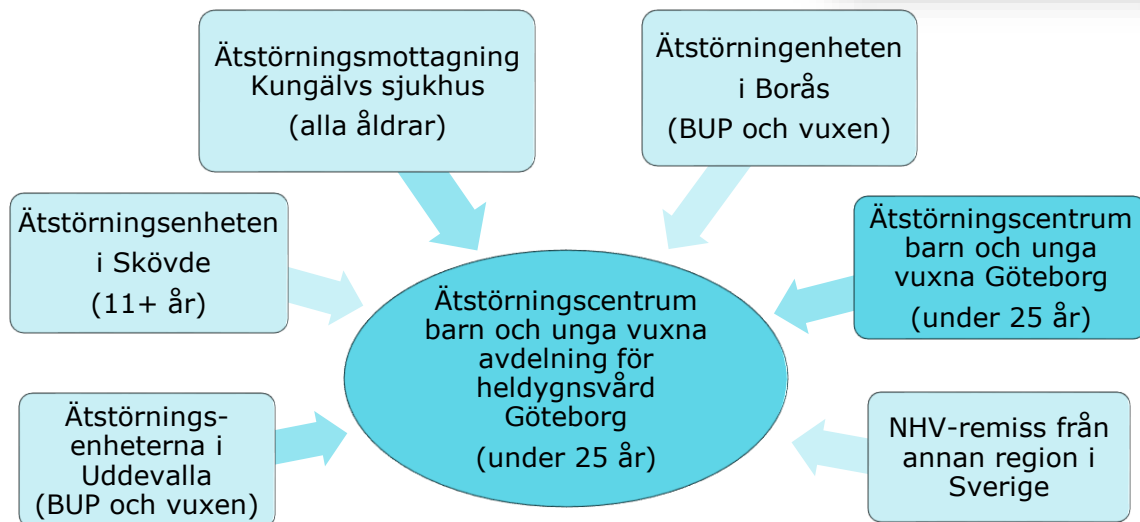 Ätstörningsmottagning
Kungälvs sjukhus
(alla åldrar)
Ätstörningenheten
i Borås
(BUP och vuxen)
Ätstörningsenheten
i Skövde
(11+ år)
Ätstörningscentrum
barn och unga
vuxna Göteborg
(under 25 år)
Ätstörningscentrum
barn och unga vuxna
avdelning för
heldygnsvård
Göteborg
(under 25 år)
Ätstörnings-
enheterna i
Uddevalla
(BUP och vuxen)
NHV-remiss från
annan region i
Sverige